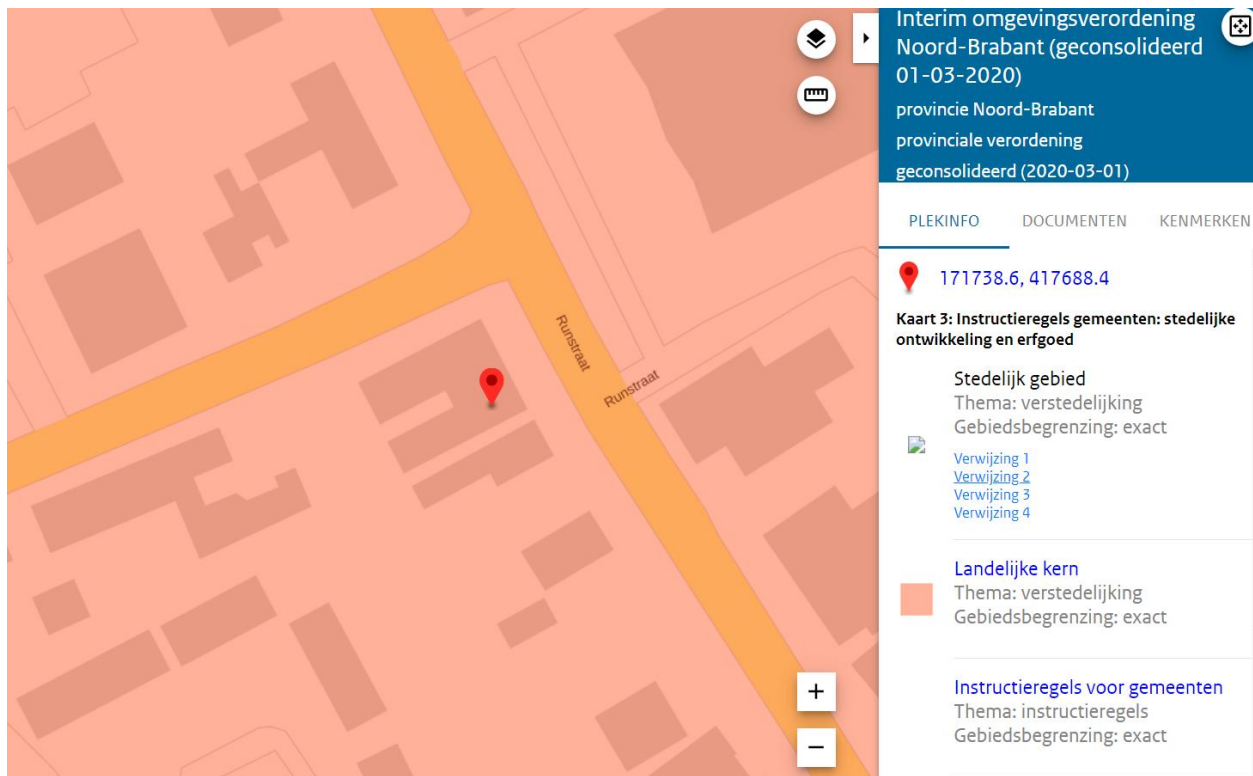 Interim omgevingsverordening
Noord-Brabant (geconsolideerd
01-03-2020)
provincie Noord-Brabant
provinciale verordening
geconsolideerd (2020-03-01)
PLEKINFO DOCUMENTEN KENMERKEN
171738.6, 417688.4
Kaart 3: Instructieregels gemeenten: stedelijke
ontwikkeling en erfgoed
Stedelijk gebied
Thema: verstedelijking
Gebiedsbegrenzing: exact
Verwijzing 1
Verwijzing 2
Verwijzing 3
Verwijzing 4
Landelijke kern
Thema: verstedelijking
Gebiedsbegrenzing: exact
Instructieregels voor gemeenten
Thema: instructieregels
Gebiedsbegrenzing: exact
Runstraat
Runstraat
+
−